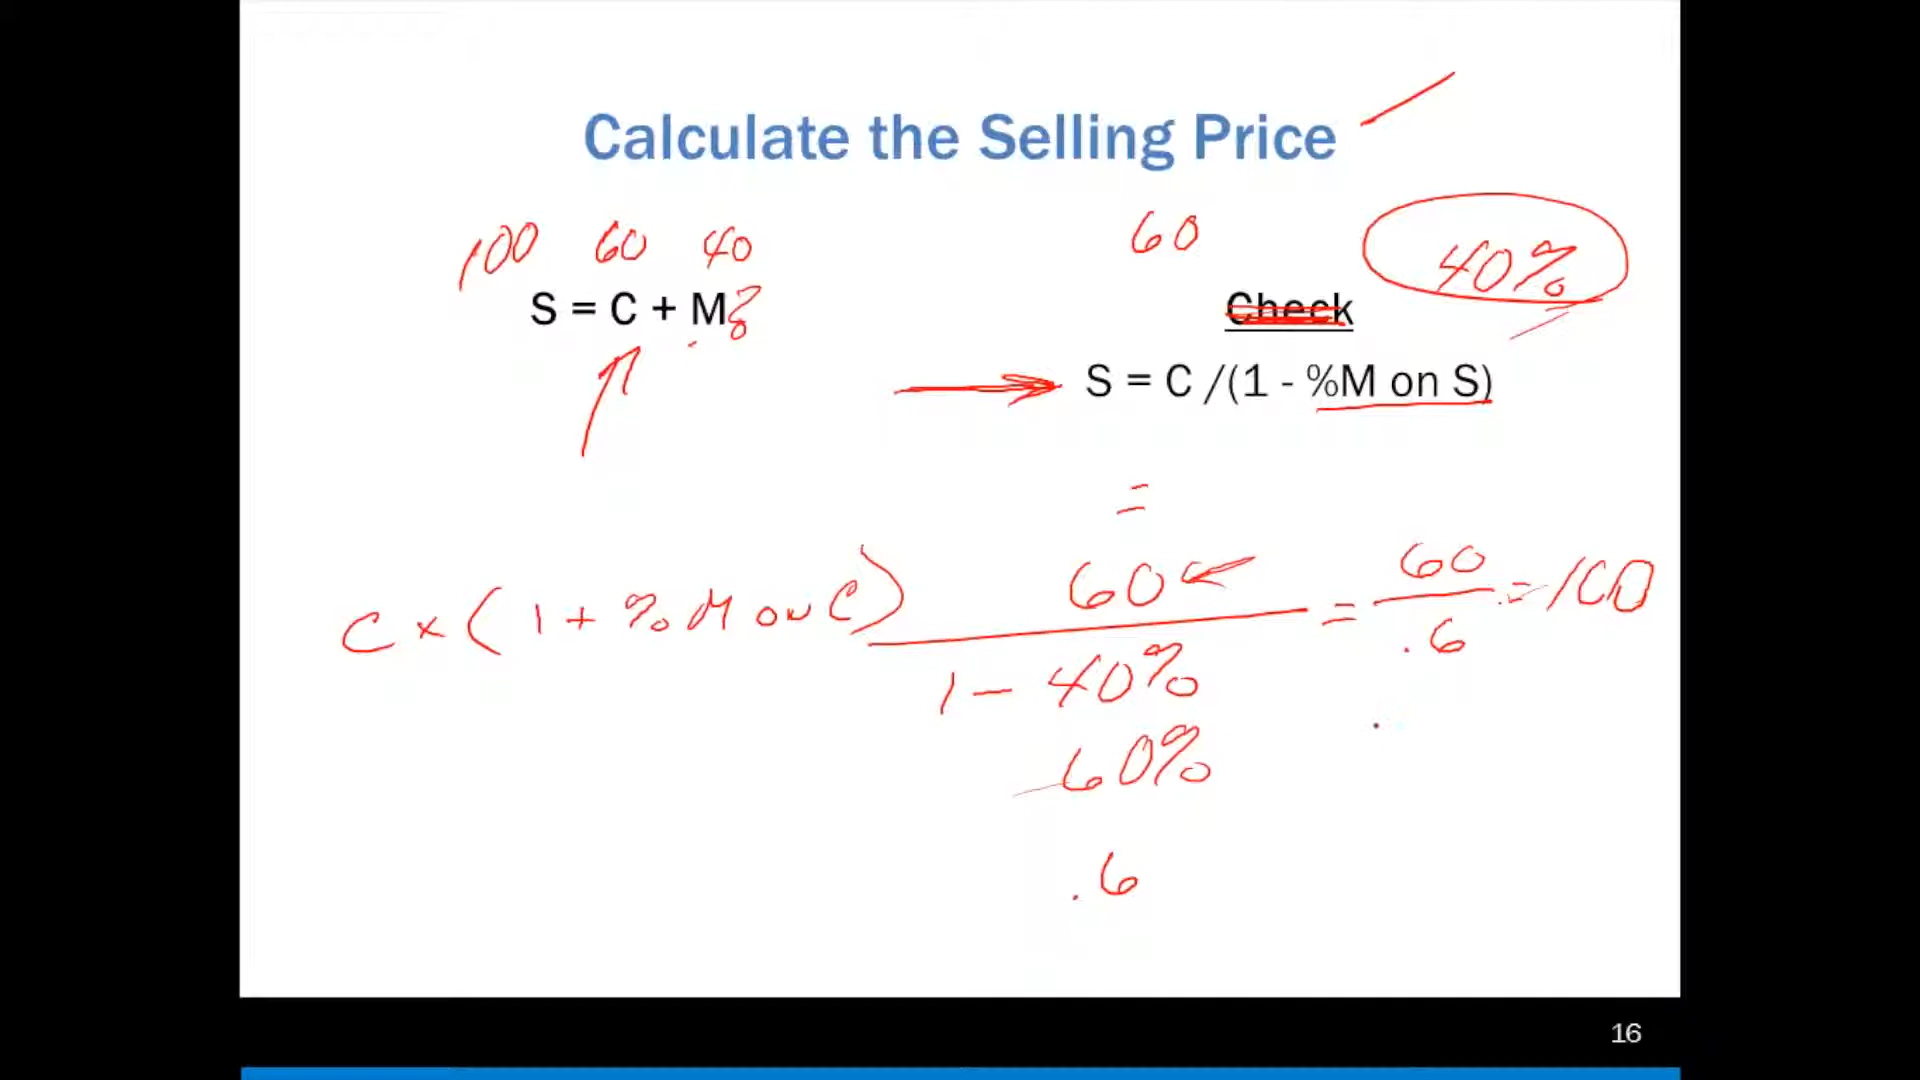 Calculate the Selling Price
100 60 40
60
40%
S = C + M?
Check
S = C /(1 - %M on S)
=
C × ( 1 + % M on C )
60
1 - 40%
60%
.6
= 60
.6
= 100
16